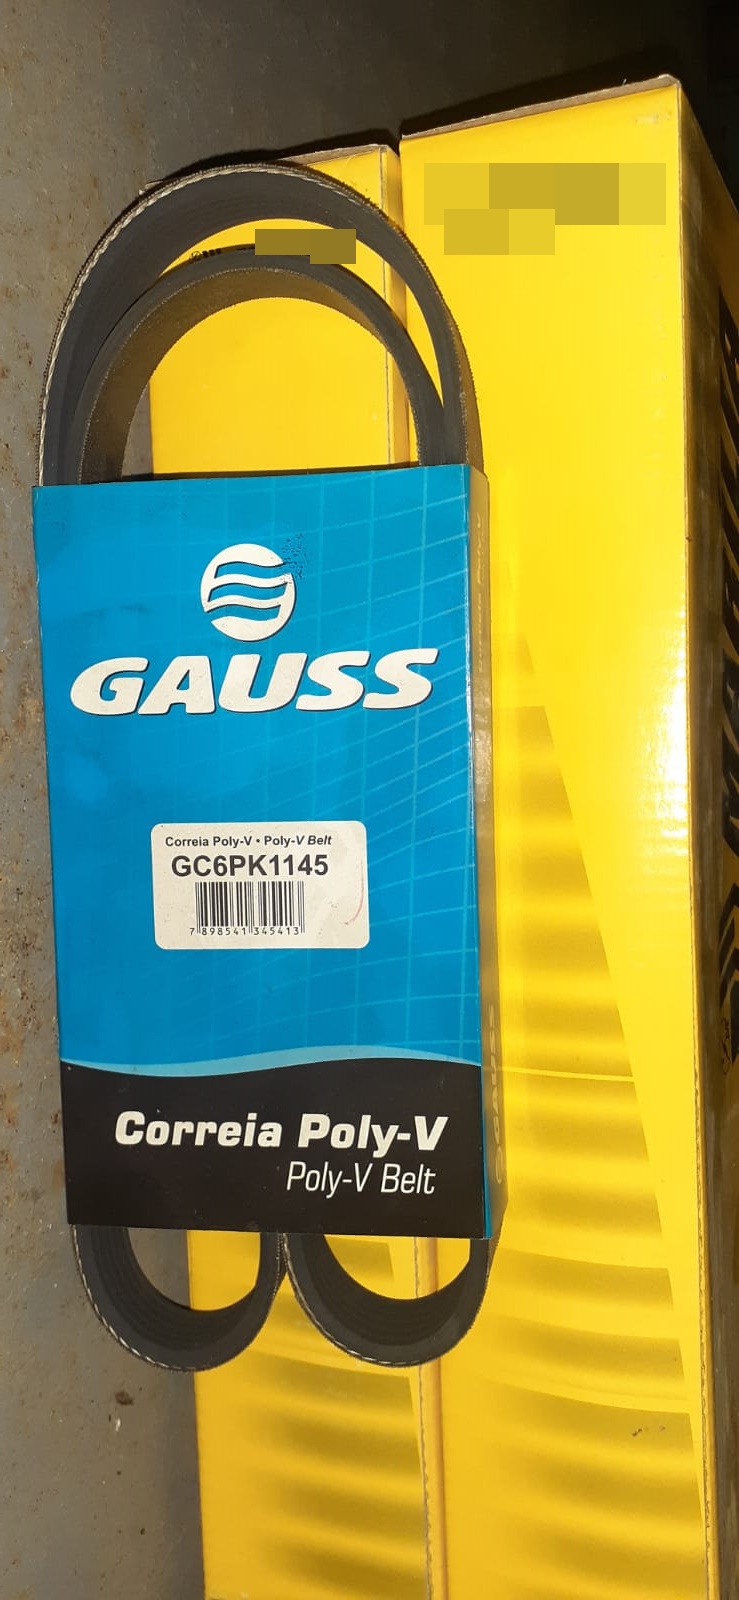 GAUSS
Correia Poly-V • Poly-V Belt
GC6PK1145
7 898541 345413
Correia Poly-V
Poly-V Belt
GAUSS